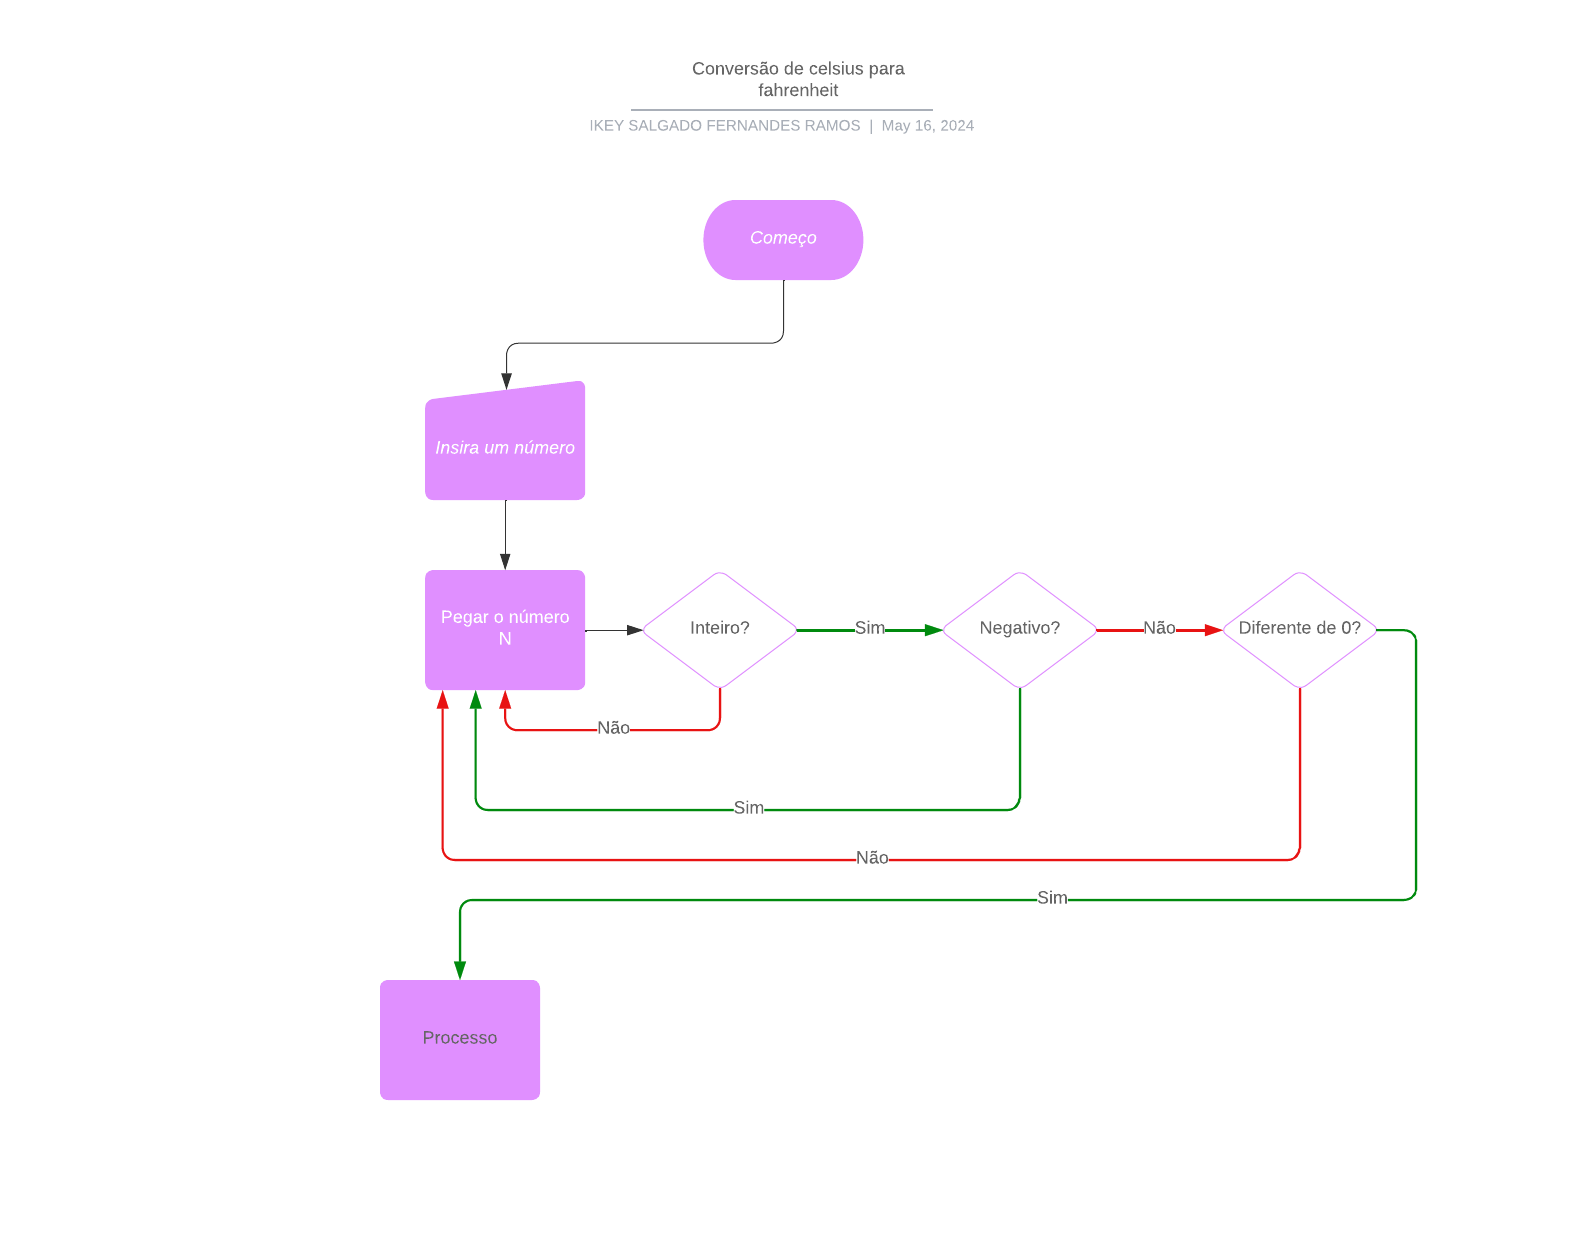 Conversão de celsius para
fahrenheit
IKEY SALGADO FERNANDES RAMOS | May 16, 2024
Começo
Insira um número
Pegar o número
N
Inteiro?
Sim
Negativo?
Não
Diferente de 0?
Não
Sim
Não
Sim
Processo